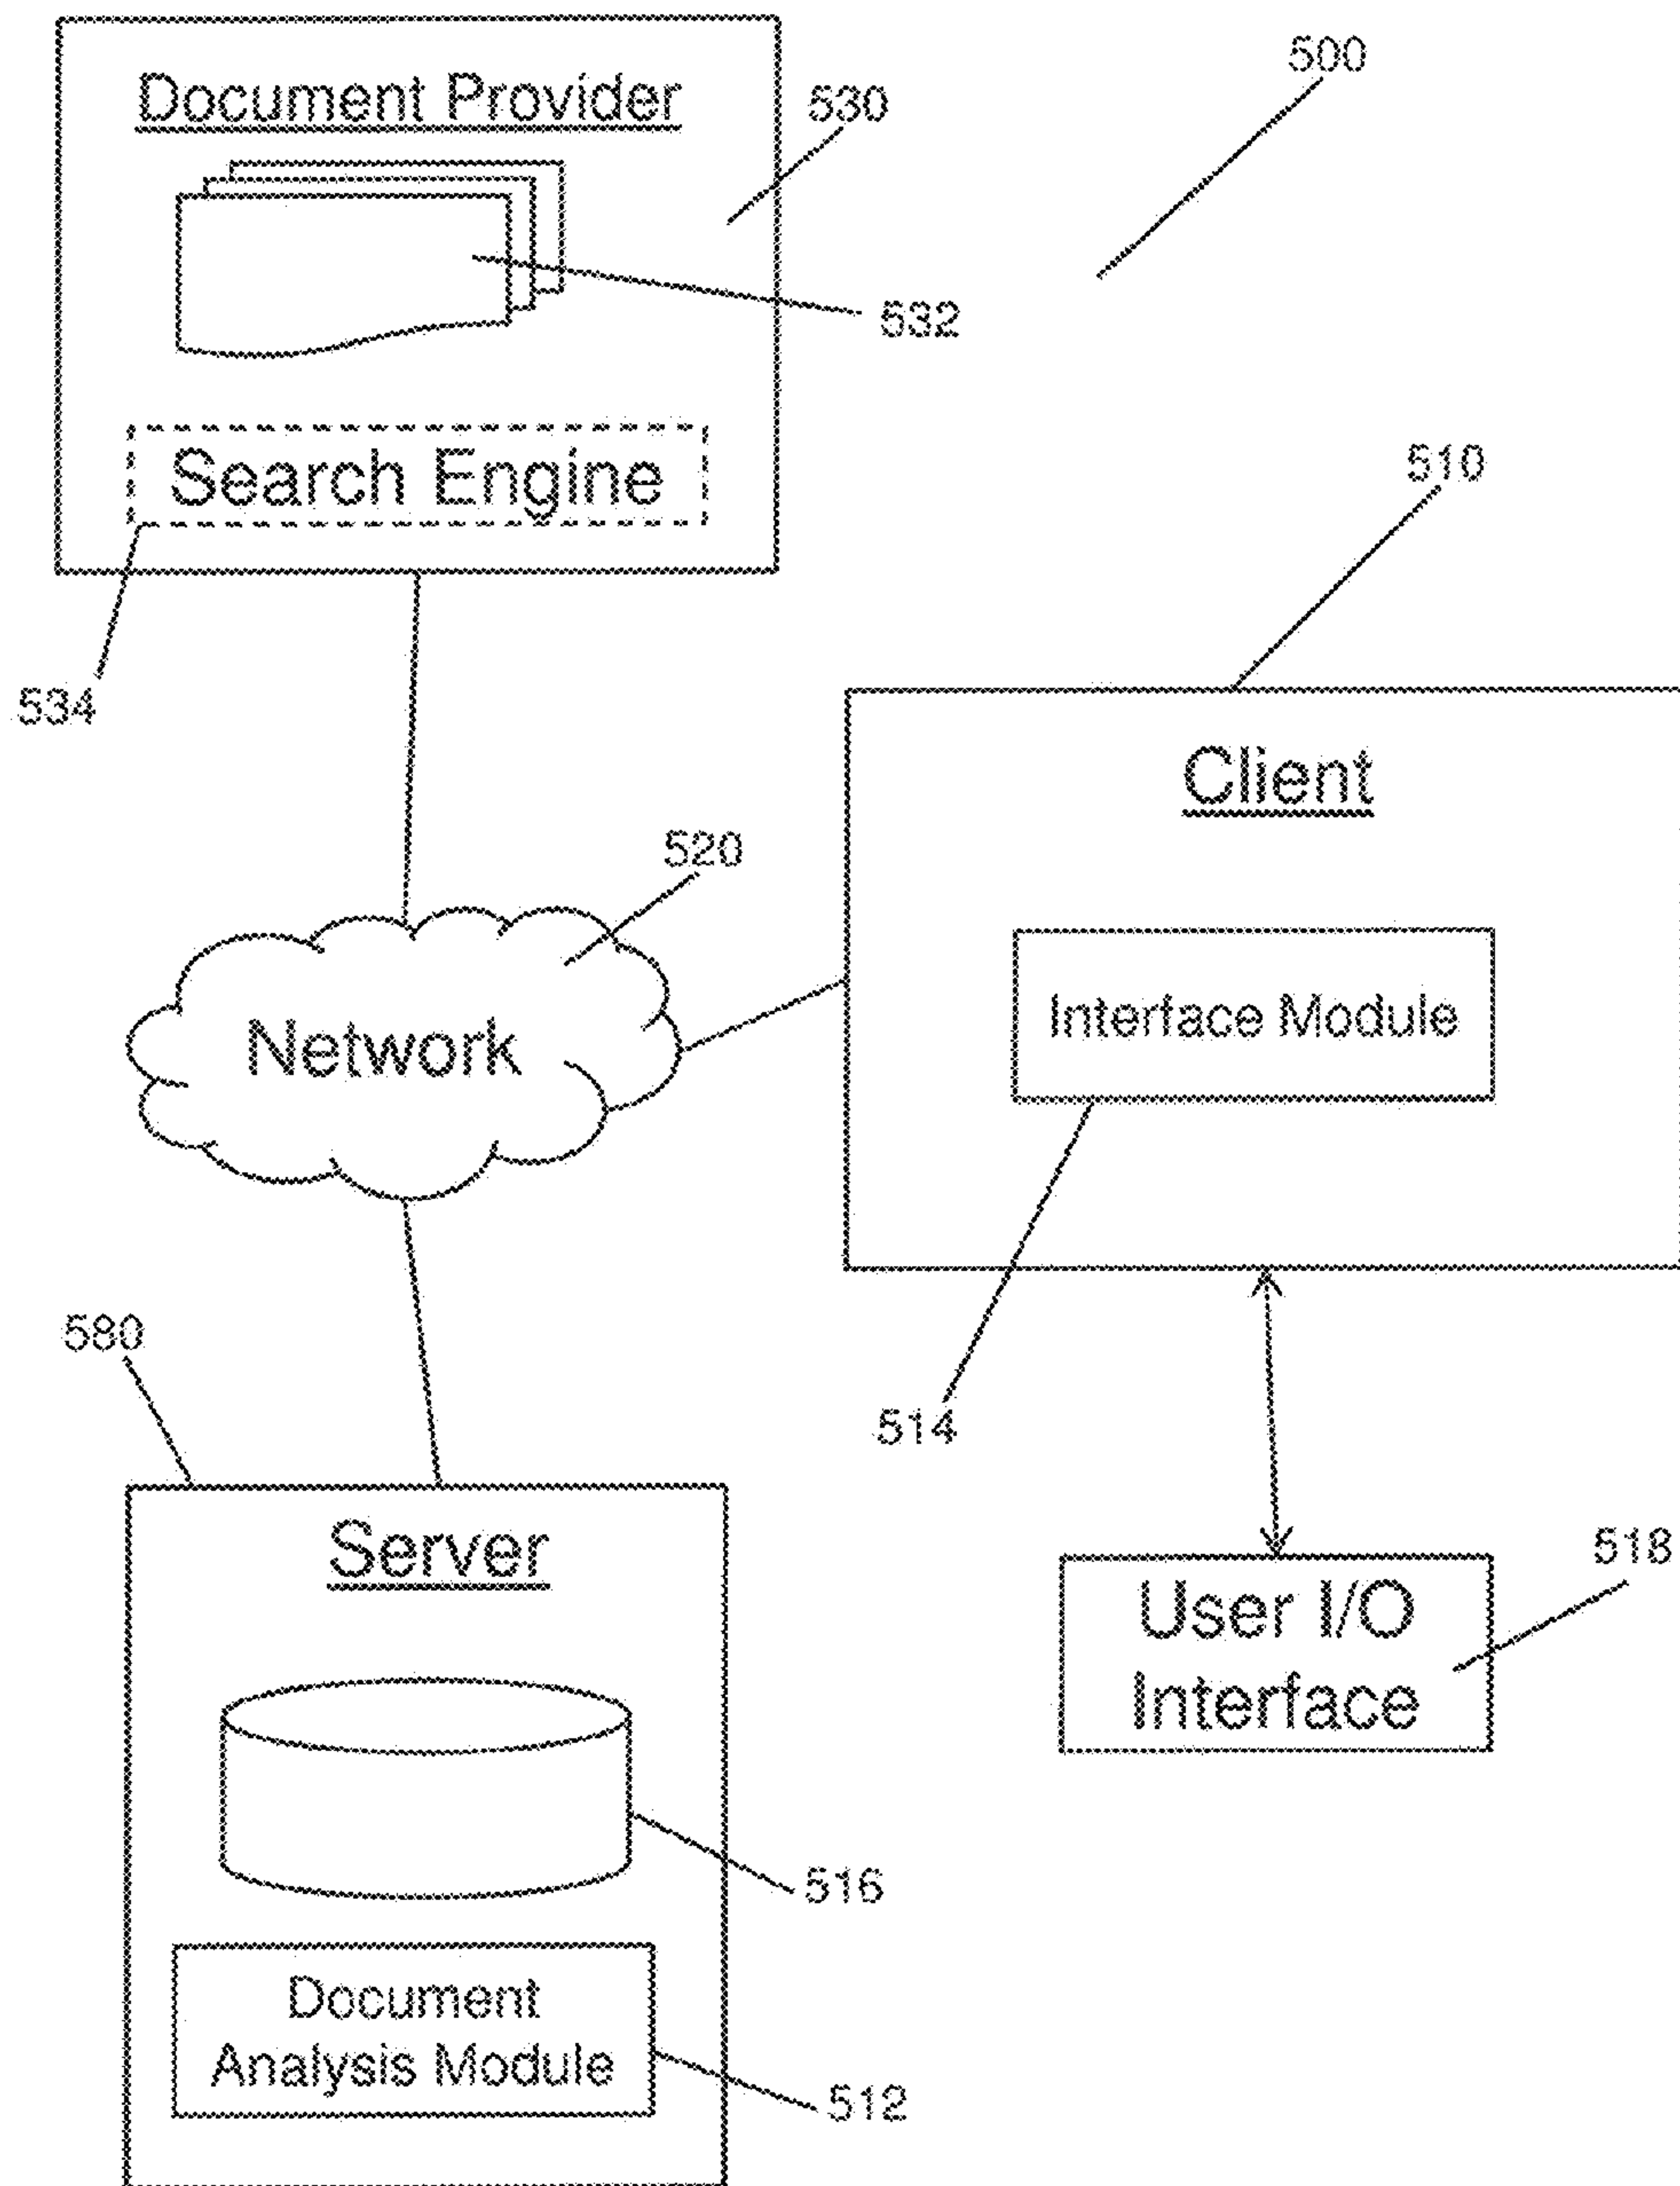 500
Document Provider
530
532
Search Engine
534
510
Client
520
Network
Interface Module
514
580
Server
518
User I/O
Interface
516
Document
Analysis Module
512